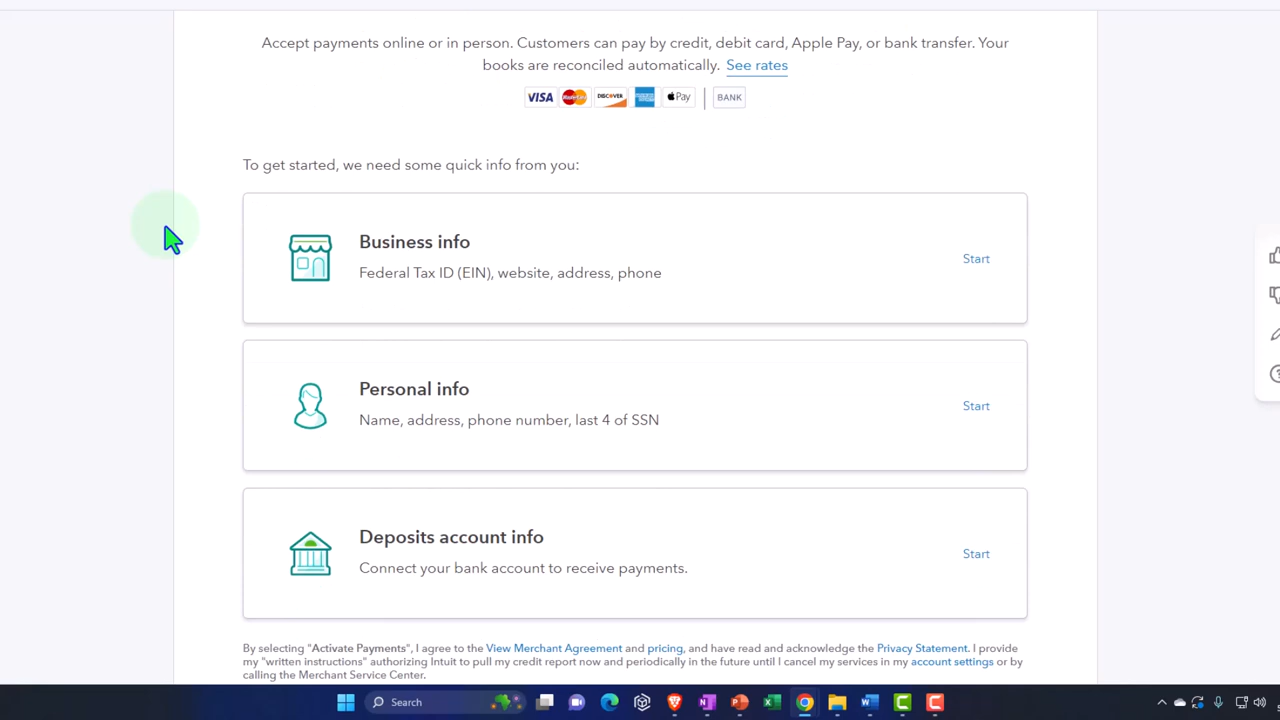 Accept payments online or in person. Customers can pay by credit, debit card, Apple Pay, or bank transfer. Your
books are reconciled automatically. See rates
VISA MasterCard DISCOVER Pay BANK
To get started, we need some quick info from you:
Business info
Federal Tax ID (EIN), website, address, phone
Start
Personal info
Name, address, phone number, last 4 of SSN
Start
Deposits account info
Connect your bank account to receive payments.
Start
By selecting "Activate Payments", I agree to the View Merchant Agreement and pricing, and have read and acknowledge the Privacy Statement. I provide
my "written instructions" authorizing Intuit to pull my credit report now and periodically in the future until I cancel my services in my account settings or by
calling the Merchant Service Center.
Search